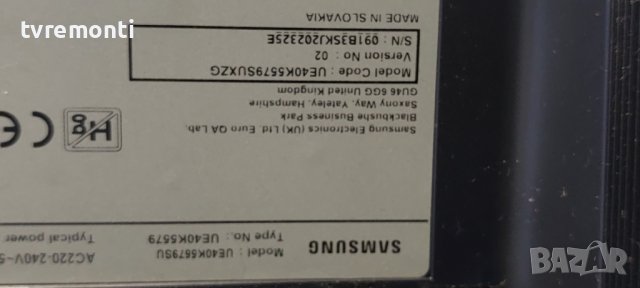 tvremonti
SAMSUNG
Model : UE40K5579SU
Type No.: UE40K5579
AC220-240V~5
Typical power
Samsung Electronics (UK) Ltd. Euro QA Lab.
Blackbushe Business Park
Saxony Way, Yateley, Hampshire
GU46 6GG United Kingdom
Model Code : UE40K5579SUXZG
Version No : 02
S/N : 091B3SKJ202325E
MADE IN SLOVAKIA
CE
Hg
BAZAR
bg